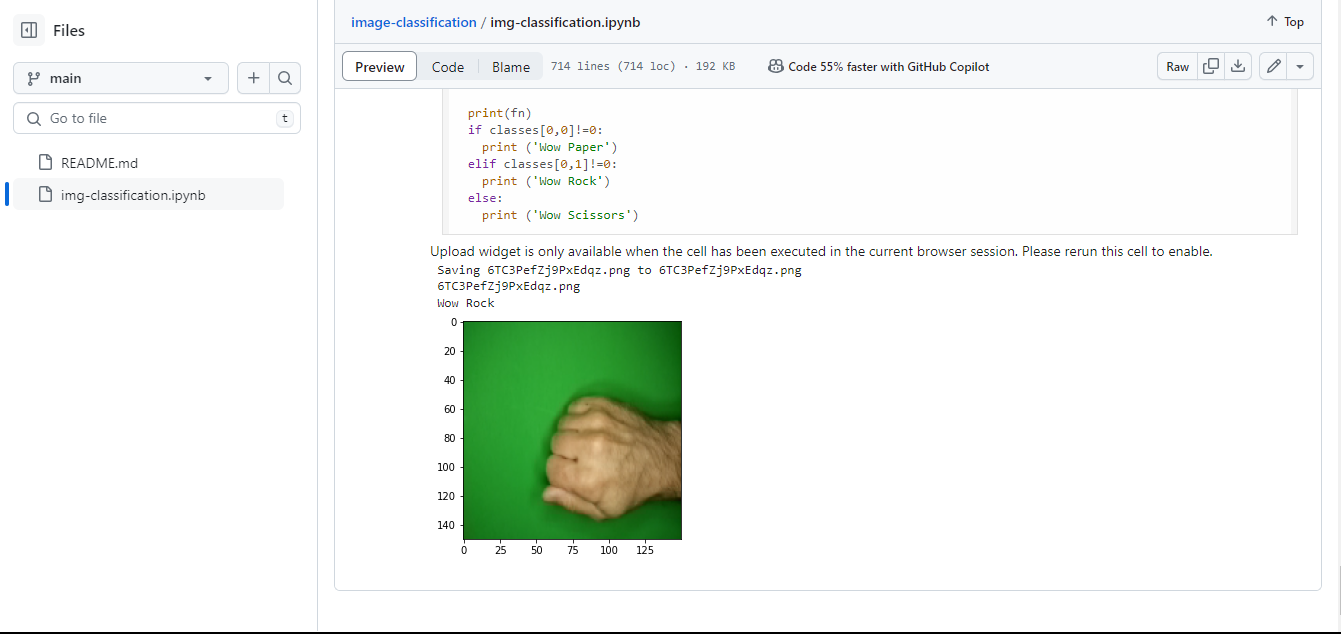 Files
main
Go to file
t
README.md
img-classification.ipynb
image-classification / img-classification.ipynb
Top
Preview Code Blame 714 lines (714 loc) · 192 KB Code 55% faster with GitHub Copilot Raw
print(fn)
if classes[0,0]!=0:
  print ('Wow Paper')
elif classes[0,1]!=0:
  print ('Wow Rock')
else:
  print ('Wow Scissors')
Upload widget is only available when the cell has been executed in the current browser session. Please rerun this cell to enable.
Saving 6TC3PefZj9PxEdqz.png to 6TC3PefZj9PxEdqz.png
6TC3PefZj9PxEdqz.png
Wow Rock
0
20
40
60
80
100
120
140
0 25 50 75 100 125